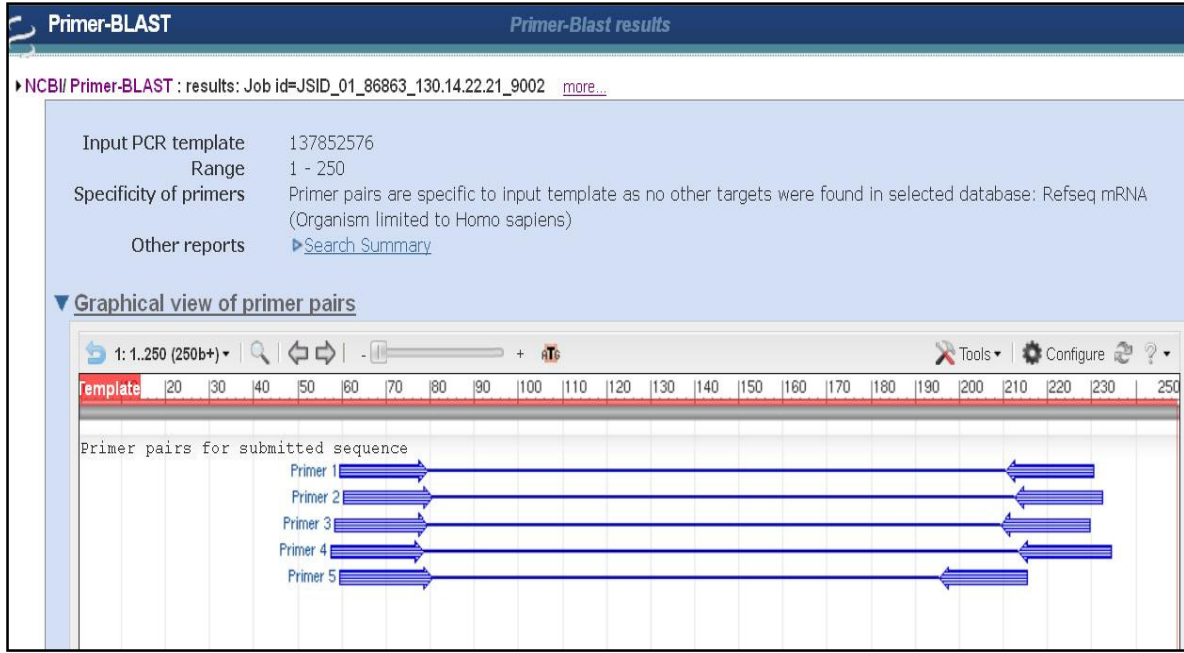 Primer-BLAST
Primer-Blast results
NCBI/ Primer-BLAST : results: Job id=JSID_01_86863_130.14.22.21_9002 more...
Input PCR template 137852576
Range 1 - 250
Specificity of primers Primer pairs are specific to input template as no other targets were found in selected database: Refseq mRNA
(Organism limited to Homo sapiens)
Other reports Search Summary
Graphical view of primer pairs
1: 1..250 (250b+) - + ATG Tools Configure ?
Template |20 |30 |40 |50 |60 |70 |80 |90 |100 |110 |120 |130 |140 |150 |160 |170 |180 |190 |200 |210 |220 |230 | 250
Primer pairs for submitted sequence
Primer 1
Primer 2
Primer 3
Primer 4
Primer 5